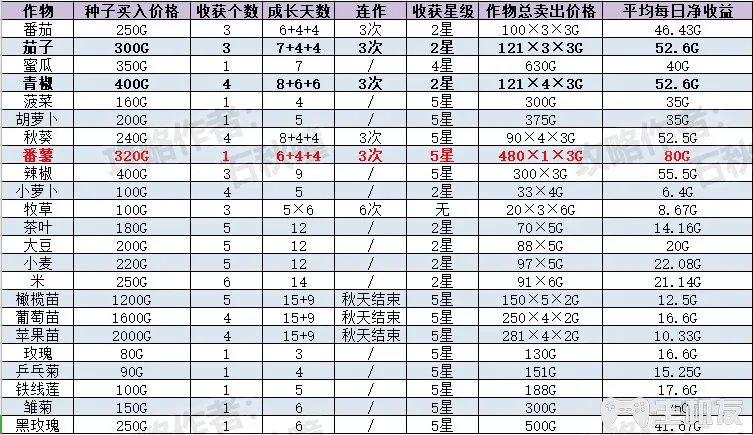 作物 种子买入价格 收获个数 成长天数 连作 收获星级 作物总卖出价格 平均每日净收益
番茄 250G 3 6+4+4 3次 2星 100×3×3G 46.43G
茄子 300G 3 7+4+4 3次 2星 121×3×3G 52.6G
蜜瓜 350G 1 7 / 4星 630G 40G
青椒 400G 4 8+6+6 3次 2星 121×4×3G 52.6G
菠菜 160G 1 4 / 5星 300G 35G
胡萝卜 200G 1 5 / 5星 375G 35G
秋葵 240G 4 8+4+4 3次 5星 90×4×3G 52.5G
番薯 320G 1 6+4+4 3次 5星 480×1×3G 80G
辣椒 400G 3 9 / 5星 300×3G 55.5G
小萝卜 100G 4 5 / 2星 33×4G 6.4G
牧草 100G 3 5×6 6次 无 20×3×6G 8.67G
茶叶 180G 5 12 / 2星 70×5G 14.16G
大豆 200G 5 12 / 2星 88×5G 20G
小麦 220G 5 12 / 2星 97×5G 22.08G
米 250G 6 14 / 2星 91×6G 21.14G
橄榄苗 1200G 5 15+9 秋天结束 5星 150×5×2G 12.5G
葡萄苗 1600G 4 15+9 秋天结束 5星 250×4×2G 16.6G
苹果苗 2000G 4 15+9 秋天结束 5星 281×4×2G 10.33G
玫瑰 80G 1 3 / 5星 130G 16.6G
乒乓菊 90G 1 4 / 5星 151G 15.25G
铁线莲 100G 1 5 / 5星 188G 17.6G
雏菊 150G 1 6 / 5星 300G
黑玫瑰 250G 1 6 / 5星 500G 41.67G
攻略作者：
石秋
主机友